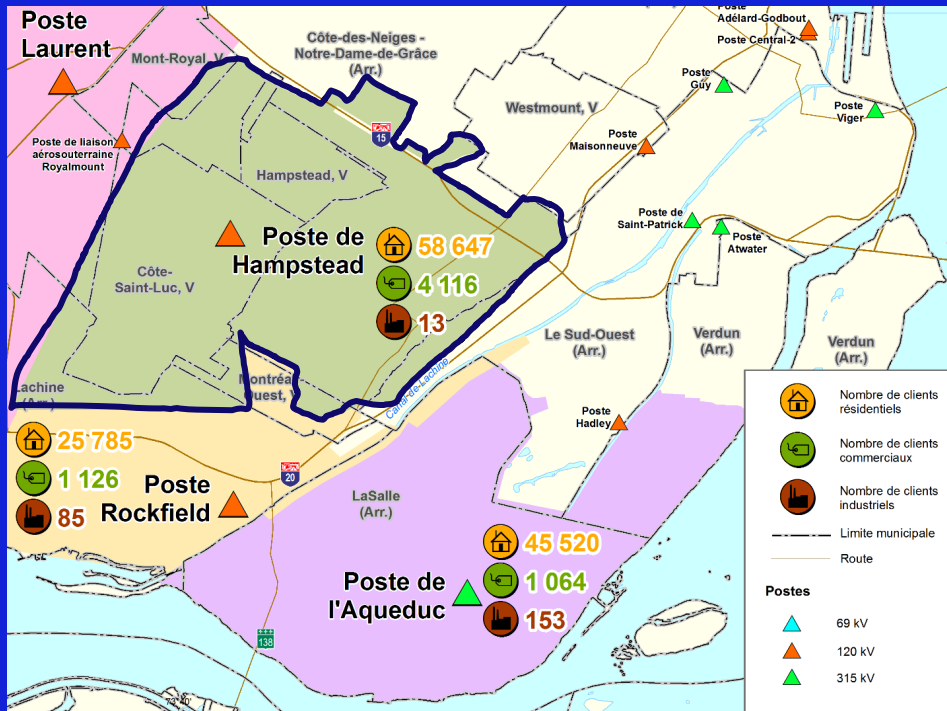 Poste
Laurent
Mont-Royal, V
Côte-des-Neiges -
Notre-Dame-de-Grâce
(Arr.)
Poste
Adélard-Godbout
Poste Central-2
Poste
Guy
Poste
Viger
Westmount, V
Poste
Maisonneuve
15
Poste de liaison
aérosouterraine
Royalmount
Hampstead, V
Poste de
Saint-Patrick
Poste
Atwater
Poste de
Hampstead
58 647
4 116
13
Côte-
Saint-Luc, V
Le Sud-Ouest
(Arr.)
Verdun
(Arr.)
Verdun
(Arr.)
Canal-de-Lachine
Lachine
(Arr.)
Montréal-
Ouest, V
Poste
Hadley
25 785
1 126
85
Poste
Rockfield
20
LaSalle
(Arr.)
45 520
1 064
153
Poste de
l'Aqueduc
138
73°40'
Nombre de clients
résidentiels
Nombre de clients
commerciaux
Nombre de clients
industriels
Limite municipale
Route
Postes
69 kV
120 kV
315 kV